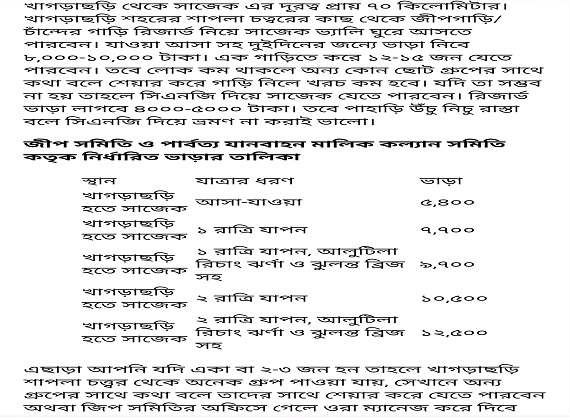 খাগড়াছড়ি থেকে সাজেক এর দূরত্ব প্রায় ৭০ কিলোমিটার।
খাগড়াছড়ি শহরের শাপলা চত্বরের কাছ থেকে জীপগাড়ি/
চাঁন্দের গাড়ি রিজার্ভ নিয়ে সাজেক ভ্যালি ঘুরে আসতে
পারবেন। যাওয়া আসা সহ দুইদিনের জন্যে ভাড়া নিবে
৮,০০০-১০,০০০ টাকা। এক গাড়িতে করে ১২-১৫ জন যেতে
পারবেন। তবে লোক কম থাকলে অন্য কোন ছোট গ্রুপের সাথে
কথা বলে শেয়ার করে গাড়ি নিলে খরচ কম হবে। যদি তা সম্ভব
না হয় তাহলে সিএনজি দিয়ে সাজেক যেতে পারবেন। রিজার্ভ
ভাড়া লাগবে ৪০০০-৫০০০ টাকা। তবে পাহাড়ি উঁচু নিচু রাস্তা
বলে সিএনজি দিয়ে ভ্রমণ না করাই ভালো।
জীপ সমিতি ও পার্বত্য যানবাহন মালিক কল্যান সমিতি
কতৃক নির্ধারিত ভাড়ার তালিকা
স্থান যাত্রার ধরণ ভাড়া
খাগড়াছড়ি
হতে সাজেক আসা-যাওয়া ৫,৪০০
খাগড়াছড়ি
হতে সাজেক ১ রাত্রি যাপন ৭,৭০০
খাগড়াছড়ি
হতে সাজেক ১ রাত্রি যাপন, আলুটিলা
রিচাং ঝর্ণা ও ঝুলন্ত ব্রিজ
সহ ৯,৭০০
খাগড়াছড়ি
হতে সাজেক ২ রাত্রি যাপন ১০,৫০০
খাগড়াছড়ি
হতে সাজেক ২ রাত্রি যাপন, আলুটিলা
রিচাং ঝর্ণা ও ঝুলন্ত ব্রিজ
সহ ১২,৫০০
এছাড়া আপনি যদি একা বা ২-৩ জন হন তাহলে খাগড়াছড়ি
শাপলা চত্ত্বর থেকে অনেক গ্রুপ পাওয়া যায়, সেখানে অন্য
গ্রুপের সাথে কথা বলে তাদের সাথে শেয়ার করে যেতে পারবেন
অথবা জিপ সমিতির অফিসে গেলে ওরা ম্যানেজ করে দিবে